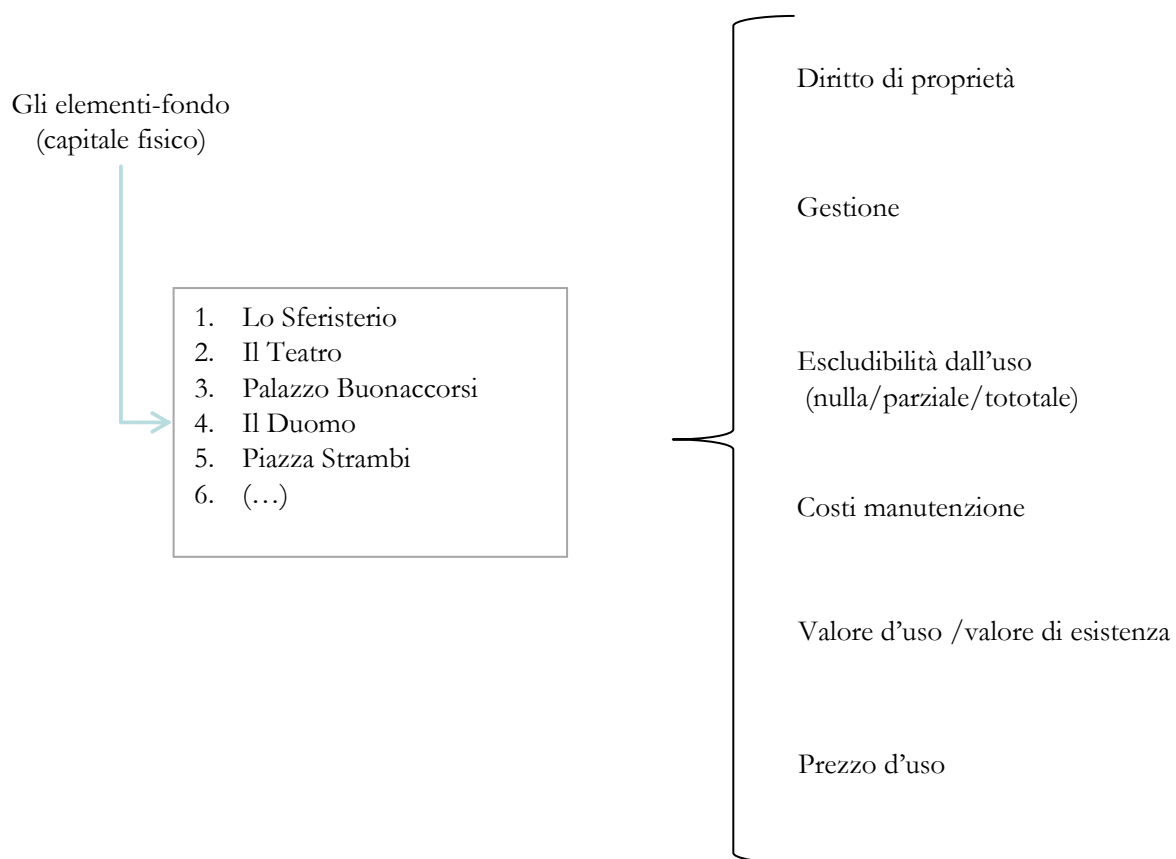 Gli elementi-fondo
(capitale fisico)
1. Lo Sferisterio
2. Il Teatro
3. Palazzo Buonaccorsi
4. Il Duomo
5. Piazza Strambi
6. (…)
Diritto di proprietà
Gestione
Escludibilità dall’uso
(nulla/parziale/tototale)
Costi manutenzione
Valore d’uso /valore di esistenza
Prezzo d’uso